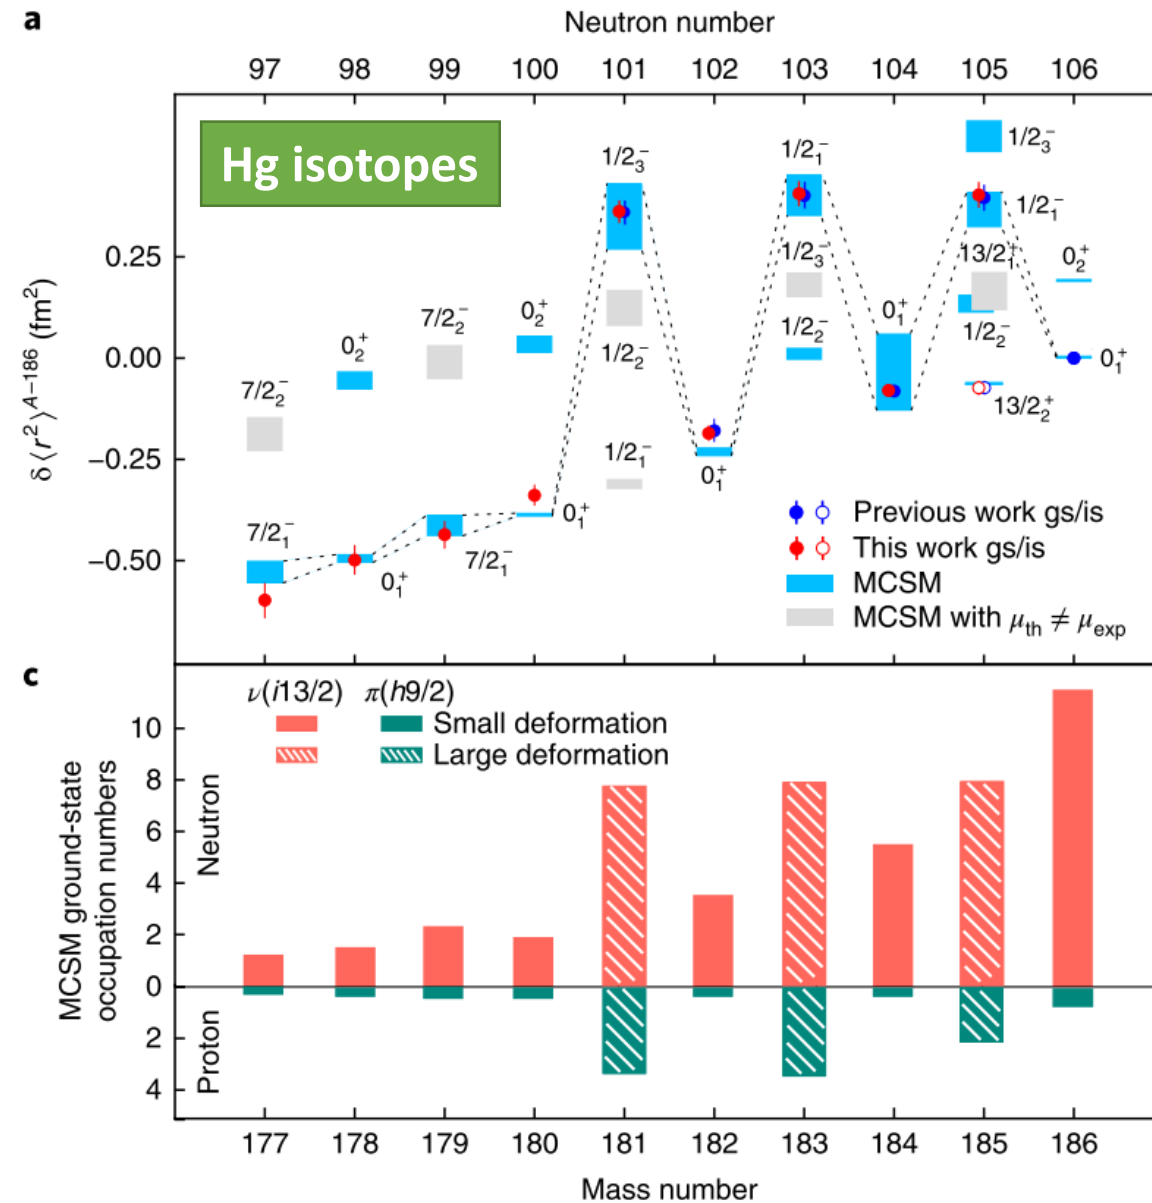 a
Neutron number
97 98 99 100 101 102 103 104 105 106
Hg isotopes
δ⟨r²⟩^A−186 (fm²)
0.25
0.00
−0.25
−0.50
7/2₂⁻
7/2₁⁻
0₂⁺
0₁⁺
7/2₂⁻
7/2₁⁻
0₂⁺
0₁⁺
1/2₃⁻
1/2₂⁻
1/2₁⁻
0₁⁺
1/2₁⁻
1/2₃⁻
1/2₂⁻
0₁⁺
1/2₃⁻
1/2₁⁻
13/2₁⁺
1/2₂⁻
13/2₂⁺
0₂⁺
0₁⁺
Previous work gs/is
This work gs/is
MCSM
MCSM with μth ≠ μexp
c
ν(i13/2) π(h9/2)
Small deformation
Large deformation
MCSM ground-state
occupation numbers
Neutron
Proton
10
8
6
4
2
0
2
4
177 178 179 180 181 182 183 184 185 186
Mass number